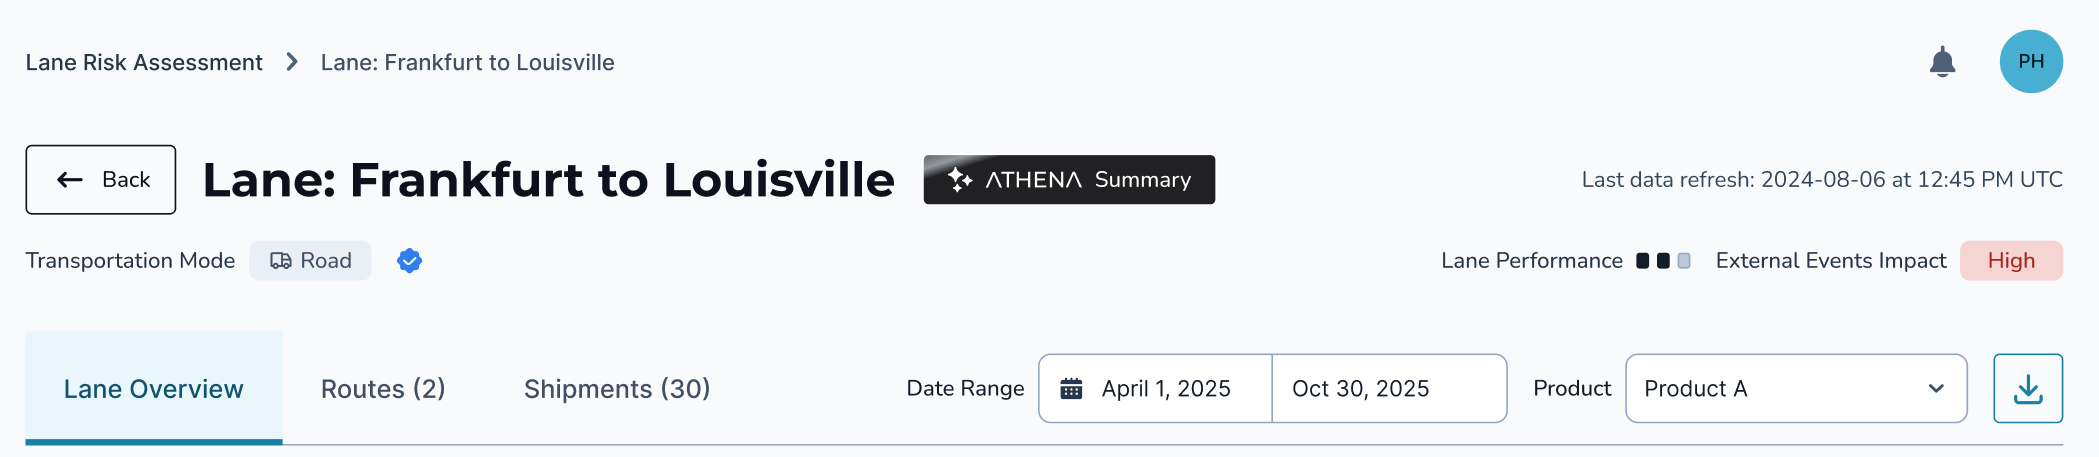 Lane Risk Assessment > Lane: Frankfurt to Louisville
PH
Back
Lane: Frankfurt to Louisville
ATHENA Summary
Last data refresh: 2024-08-06 at 12:45 PM UTC
Transportation Mode Road
Lane Performance
External Events Impact High
Lane Overview
Routes (2)
Shipments (30)
Date Range April 1, 2025 Oct 30, 2025
Product Product A